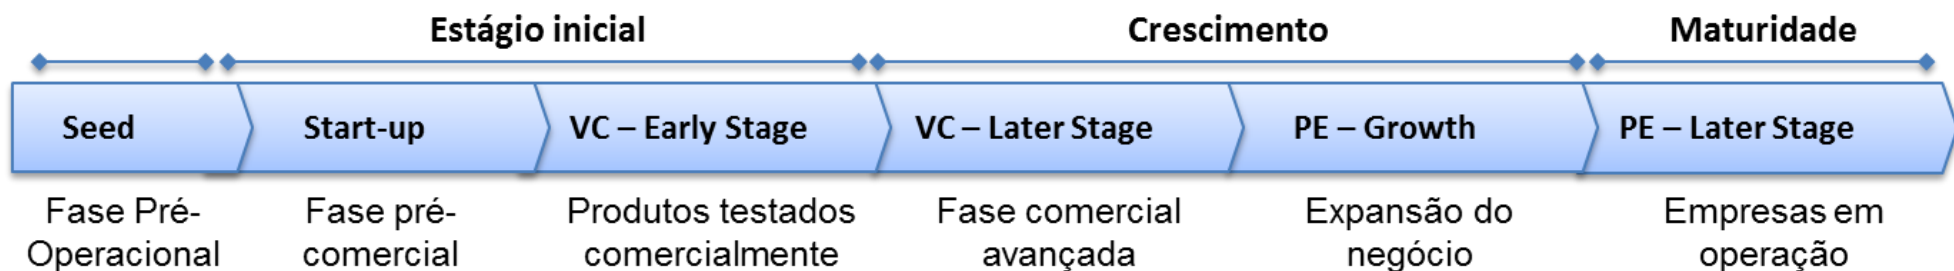 Estágio inicial
Crescimento
Maturidade
Seed
Start-up
VC – Early Stage
VC – Later Stage
PE – Growth
PE – Later Stage
Fase Pré-
Operacional
Fase pré-
comercial
Produtos testados
comercialmente
Fase comercial
avançada
Expansão do
negócio
Empresas em
operação